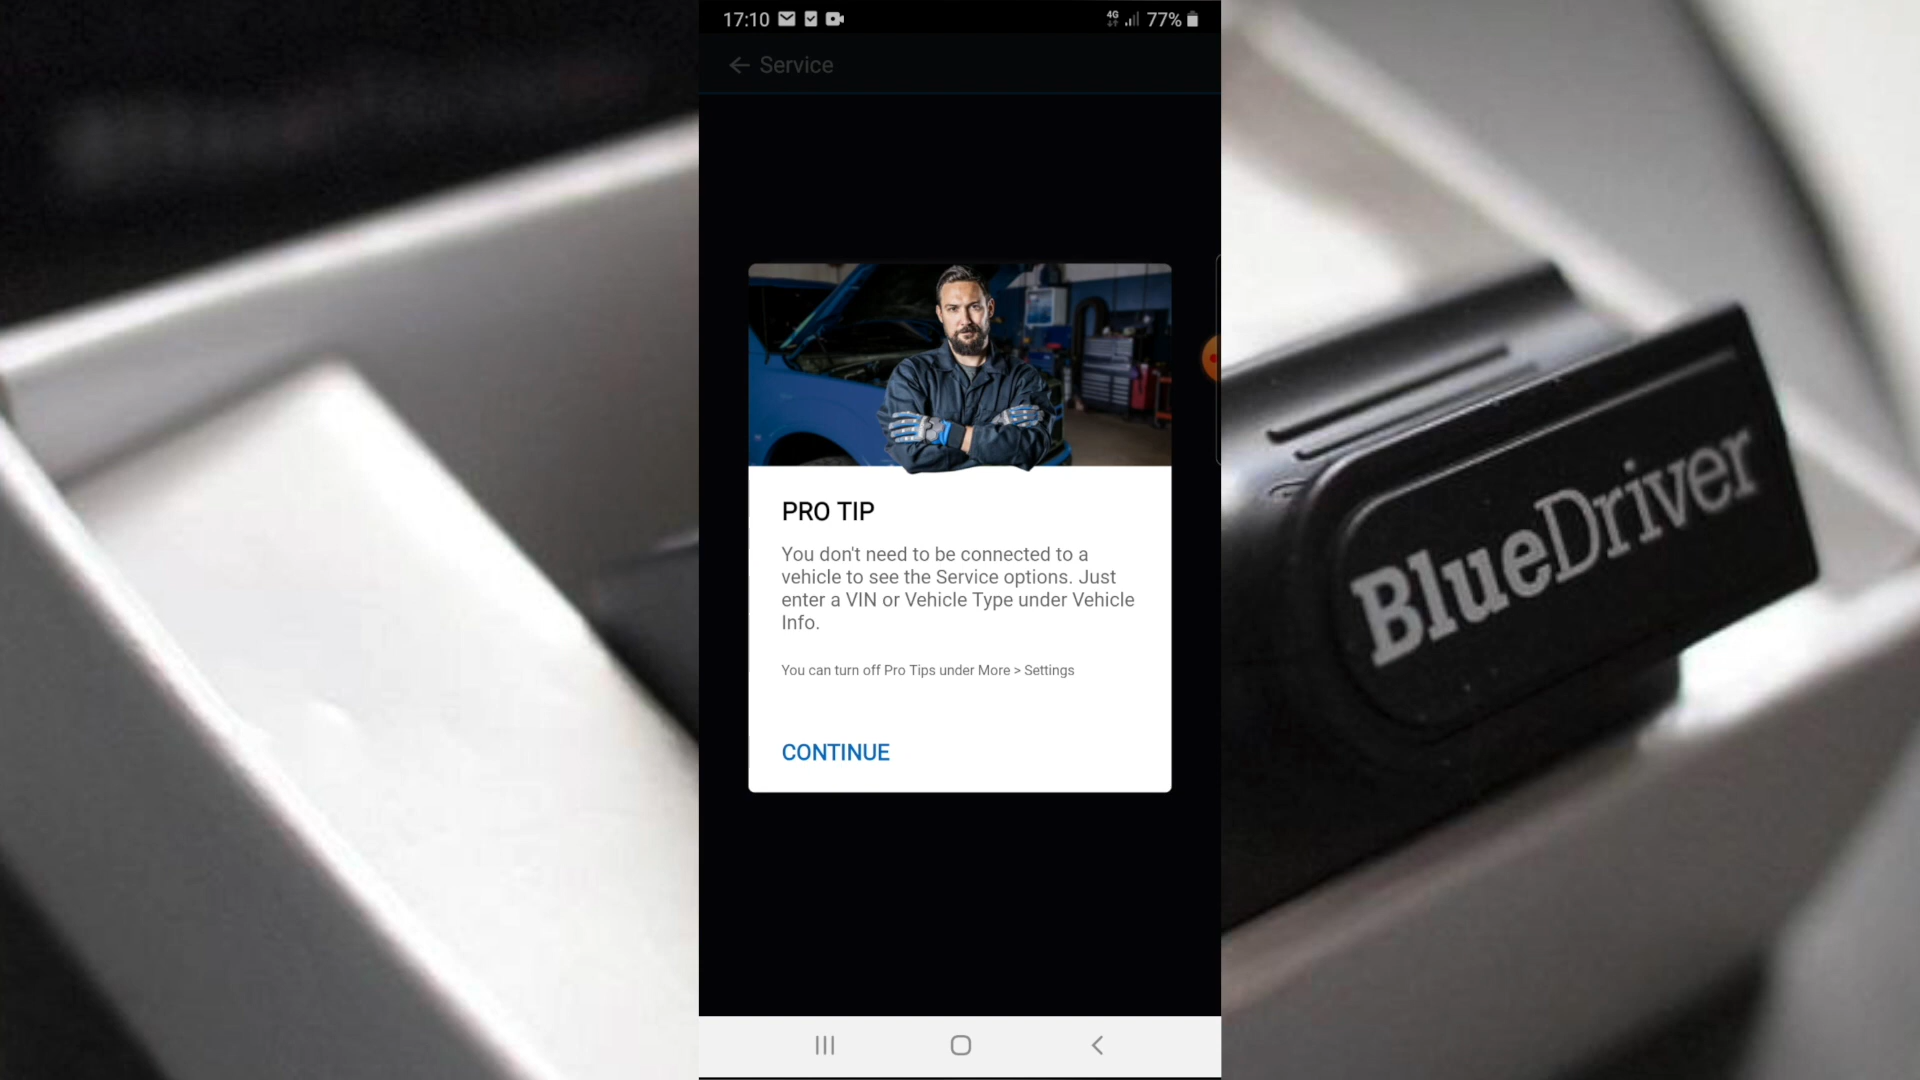 17:10
4G
77%
Service
PRO TIP
You don't need to be connected to a
vehicle to see the Service options. Just
enter a VIN or Vehicle Type under Vehicle
Info.
You can turn off Pro Tips under More > Settings
CONTINUE
BlueDriver